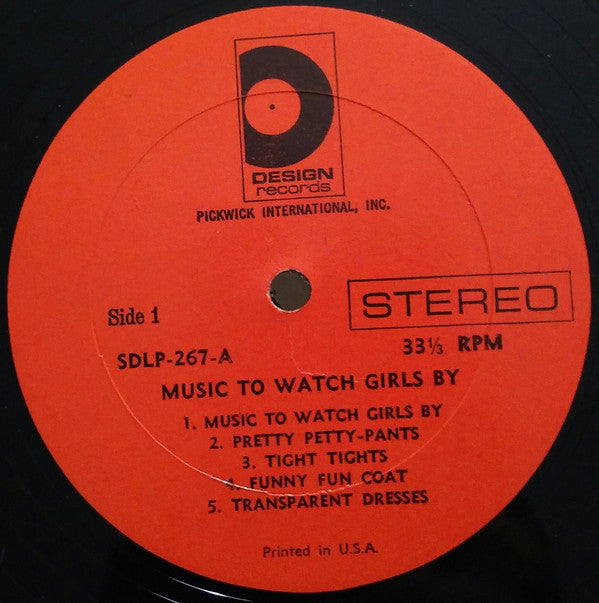 DESIGN
records
PICKWICK INTERNATIONAL, INC.
Side 1
STEREO
SDLP-267-A
33⅓ RPM
MUSIC TO WATCH GIRLS BY
1. MUSIC TO WATCH GIRLS BY
2. PRETTY PETTY-PANTS
3. TIGHT TIGHTS
4. FUNNY FUN COAT
5. TRANSPARENT DRESSES
Printed in U.S.A.